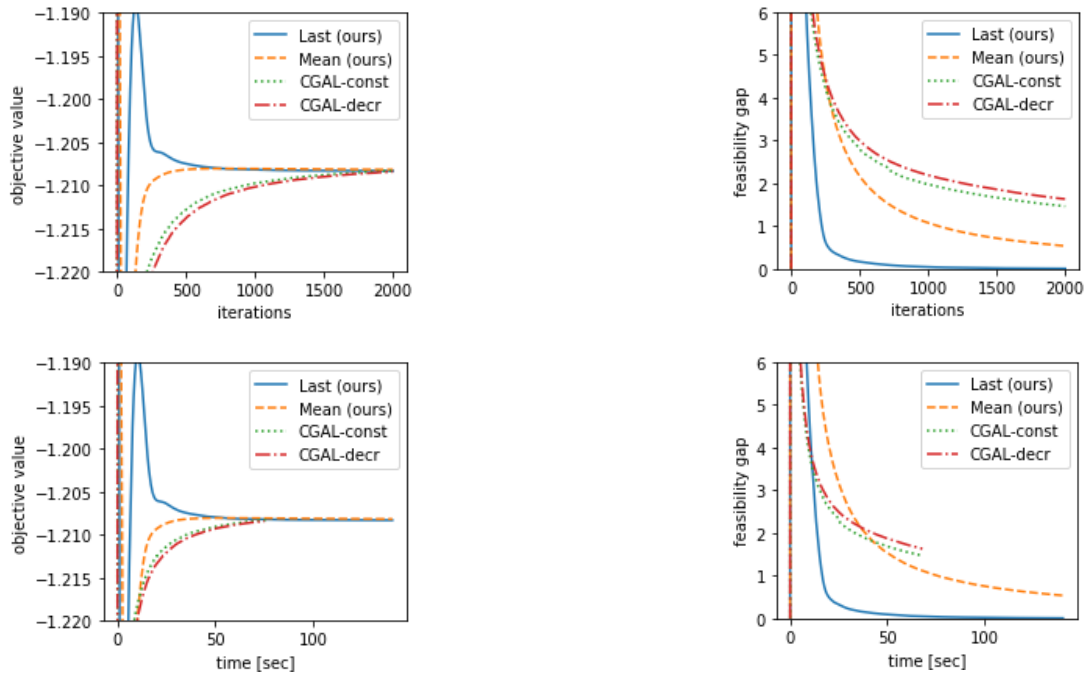 −1.190
−1.195
−1.200
−1.205
−1.210
−1.215
−1.220
objective value
0
500
1000
1500
2000
iterations
Last (ours)
Mean (ours)
CGAL-const
CGAL-decr
6
5
4
3
2
1
0
feasibility gap
0
500
1000
1500
2000
iterations
Last (ours)
Mean (ours)
CGAL-const
CGAL-decr
−1.190
−1.195
−1.200
−1.205
−1.210
−1.215
−1.220
objective value
0
50
100
time [sec]
Last (ours)
Mean (ours)
CGAL-const
CGAL-decr
6
5
4
3
2
1
0
feasibility gap
0
50
100
time [sec]
Last (ours)
Mean (ours)
CGAL-const
CGAL-decr